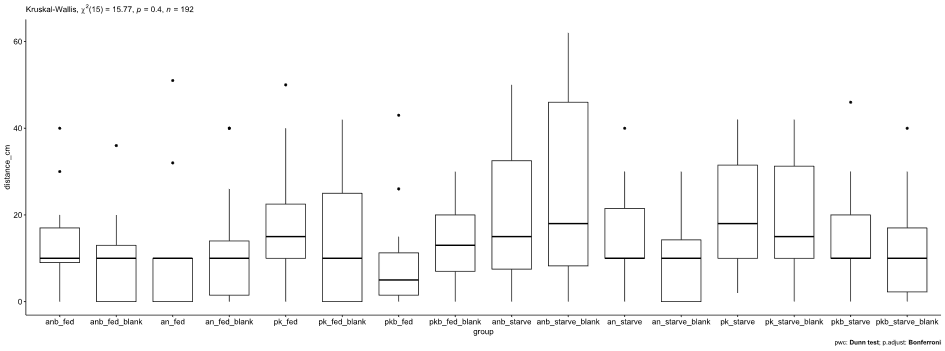 Kruskal-Wallis, χ²(15) = 15.77, p = 0.4, n = 192
60
40
20
0
distance_cm
anb_fed anb_fed_blank an_fed an_fed_blank pk_fed pk_fed_blank pkb_fed pkb_fed_blank anb_starve anb_starve_blank an_starve an_starve_blank pk_starve pk_starve_blank pkb_starve pkb_starve_blank
group
pwc: Dunn test; p.adjust: Bonferroni